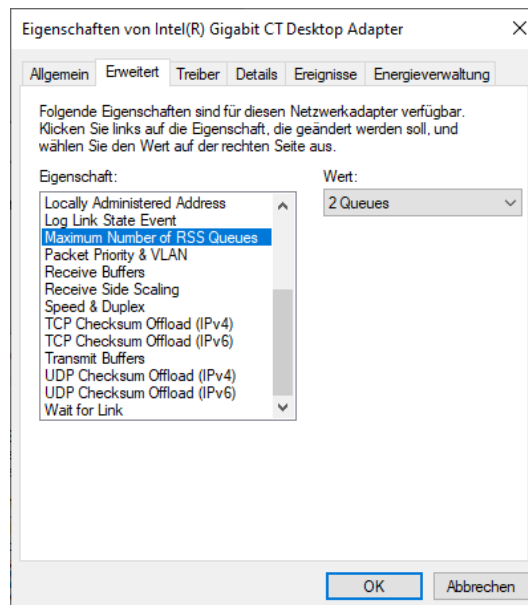 Eigenschaften von Intel(R) Gigabit CT Desktop Adapter
Allgemein Erweitert Treiber Details Ereignisse Energieverwaltung
Folgende Eigenschaften sind für diesen Netzwerkadapter verfügbar.
Klicken Sie links auf die Eigenschaft, die geändert werden soll, und
wählen Sie den Wert auf der rechten Seite aus.
Eigenschaft:
Locally Administered Address
Log Link State Event
Maximum Number of RSS Queues
Packet Priority & VLAN
Receive Buffers
Receive Side Scaling
Speed & Duplex
TCP Checksum Offload (IPv4)
TCP Checksum Offload (IPv6)
Transmit Buffers
UDP Checksum Offload (IPv4)
UDP Checksum Offload (IPv6)
Wait for Link
Wert:
2 Queues
OK Abbrechen